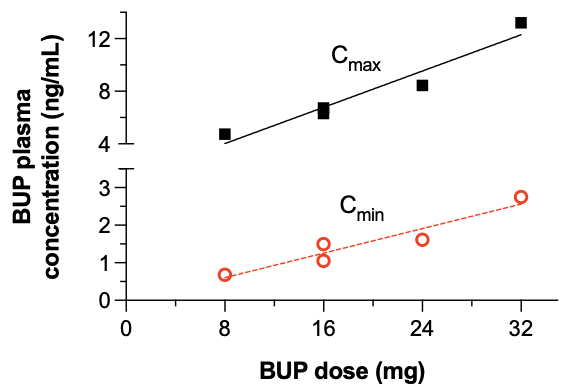 BUP plasma
concentration (ng/mL)
12
8
4
3
2
1
0
Cmax
Cmin
0 8 16 24 32
BUP dose (mg)